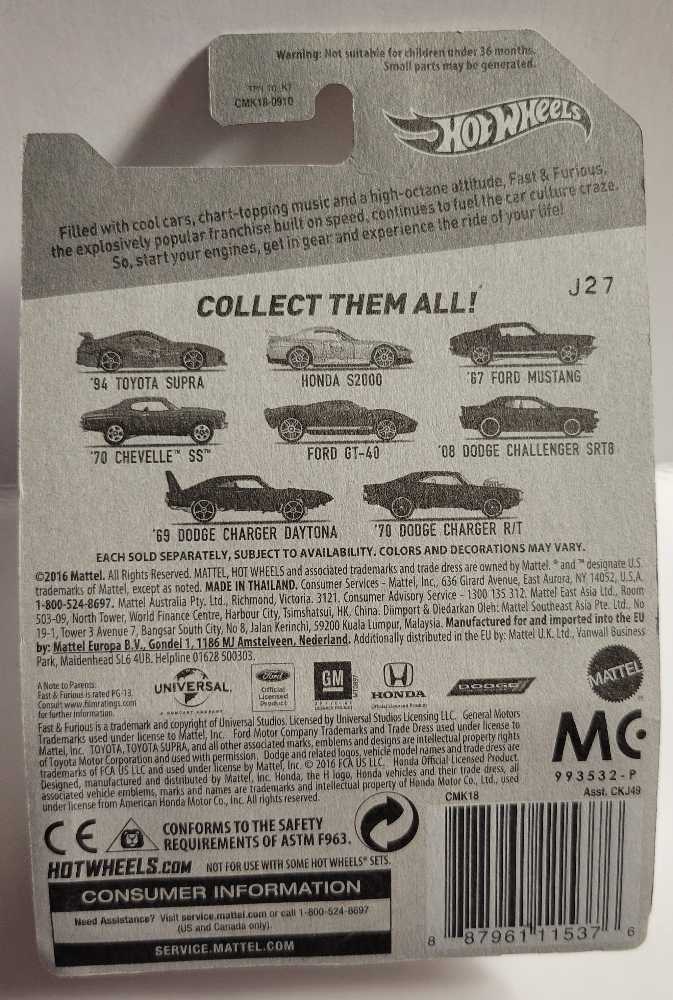 Warning: Not suitable for children under 36 months.
Small parts may be generated.
CMK18-0910
HOT WHEELS
Filled with cool cars, chart-topping music and a high-octane attitude, Fast & Furious,
the explosively popular franchise built on speed, continues to fuel the car culture craze.
So, start your engines, get in gear and experience the ride of your life!
J27
COLLECT THEM ALL!
'94 TOYOTA SUPRA
HONDA S2000
'67 FORD MUSTANG
'70 CHEVELLE™ SS™
FORD GT-40
'08 DODGE CHALLENGER SRT8
'69 DODGE CHARGER DAYTONA
'70 DODGE CHARGER R/T
EACH SOLD SEPARATELY, SUBJECT TO AVAILABILITY. COLORS AND DECORATIONS MAY VARY.
©2016 Mattel. All Rights Reserved. MATTEL, HOT WHEELS and associated trademarks and trade dress are owned by Mattel. ® and ™ designate U.S.
trademarks of Mattel, except as noted. MADE IN THAILAND. Consumer Services - Mattel, Inc., 636 Girard Avenue, East Aurora, NY 14052, U.S.A.
1-800-524-8697. Mattel Australia Pty. Ltd., Richmond, Victoria. 3121. Consumer Advisory Service - 1300 135 312. Mattel East Asia Ltd., Room
503-09, North Tower, World Finance Centre, Harbour City, Tsimshatsui, HK, China. Diimport & Diedarkan Oleh: Mattel Southeast Asia Pte. Ltd., No
19-1, Tower 3 Avenue 7, Bangsar South City, No 8, Jalan Kerinchi, 59200 Kuala Lumpur, Malaysia. Manufactured for and imported into the EU
by: Mattel Europa B.V., Gondel 1, 1186 MJ Amstelveen, Nederland. Additionally distributed in the EU by: Mattel U.K. Ltd., Vanwall Business
Park, Maidenhead SL6 4UB. Helpline 01628 500303.
A Note to Parents:
Fast & Furious is rated PG-13.
Consult www.filmratings.com
for further information.
UNIVERSAL
A COMCAST COMPANY
Ford
Official
Licensed
Product
GM
OFFICIAL
LICENSED PRODUCT
HONDA
Official Licensed Product
DODGE
MATTEL
Fast & Furious is a trademark and copyright of Universal Studios. Licensed by Universal Studios Licensing LLC. General Motors
Trademarks used under license to Mattel, Inc. Ford Motor Company Trademarks and Trade Dress used under license to
Mattel, Inc. TOYOTA, TOYOTA SUPRA, and all other associated marks, emblems and designs are intellectual property rights
of Toyota Motor Corporation and used with permission. Dodge and related logos, vehicle model names and trade dress are
trademarks of FCA US LLC and used under license by Mattel, Inc. © 2016 FCA US LLC. Honda Official Licensed Product.
Designed, manufactured and distributed by Mattel, Inc. Honda, the H logo, Honda vehicles and their trade dress, all
associated vehicle emblems, marks and names are trademarks and intellectual property of Honda Motor Co., Ltd., used
under license from American Honda Motor Co., Inc. All rights reserved.
MC
993532-P
CMK18
Asst. CKJ49
CE
CONFORMS TO THE SAFETY
REQUIREMENTS OF ASTM F963.
HOTWHEELS.COM
NOT FOR USE WITH SOME HOT WHEELS® SETS.
CONSUMER INFORMATION
Need Assistance? Visit service.mattel.com or call 1-800-524-8697
(US and Canada only).
SERVICE.MATTEL.COM
8 87961 11537 6